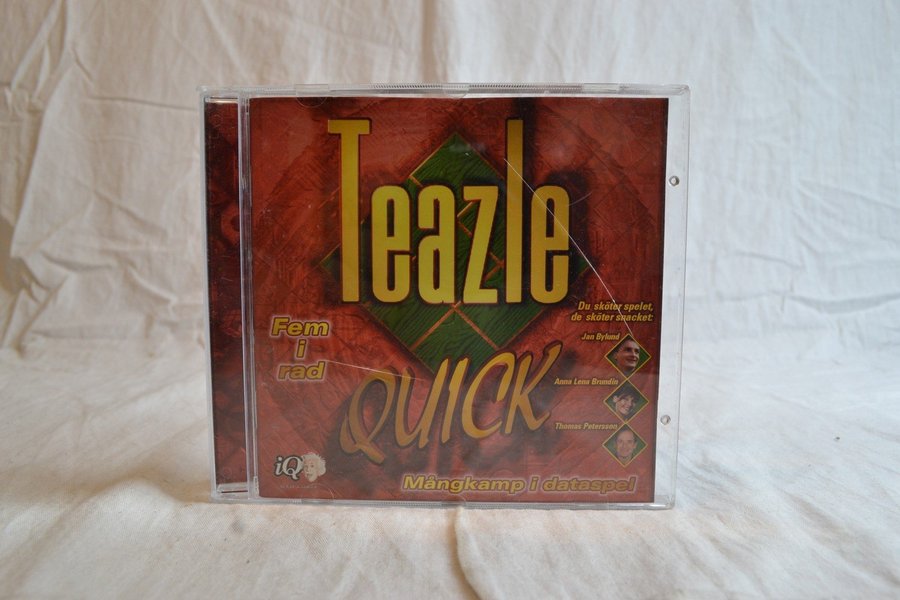 Teazle
Du sköter spelet,
de sköter snacket:
Fem
i
rad
Jan Bylund
QUICK
Anna Lena Brundin
Thomas Petersson
iQ
Mångkamp i dataspel